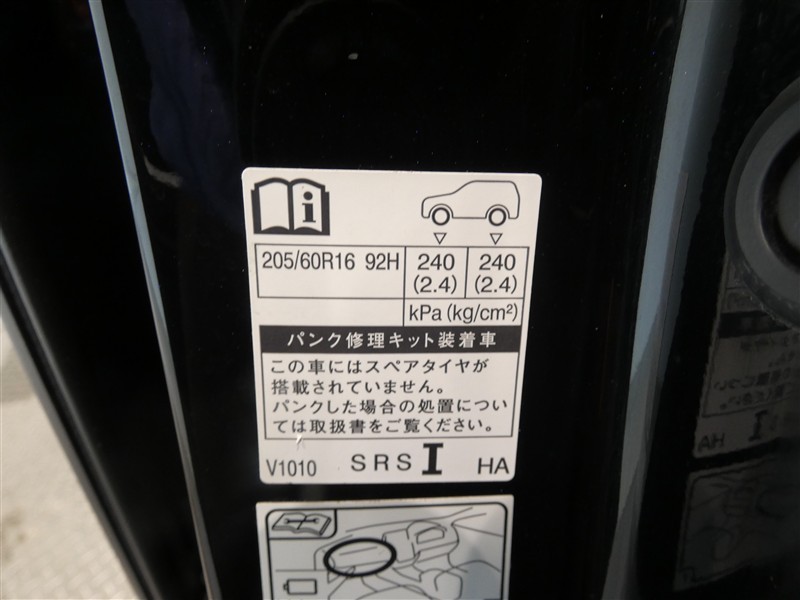 i
205/60R16 92H 240 240
(2.4) (2.4)
kPa(kg/cm²)
パンク修理キット装着車
この車にはスペアタイヤが
搭載されていません。
パンクした場合の処置につい
ては取扱書をご覧ください。
V1010 SRS I HA